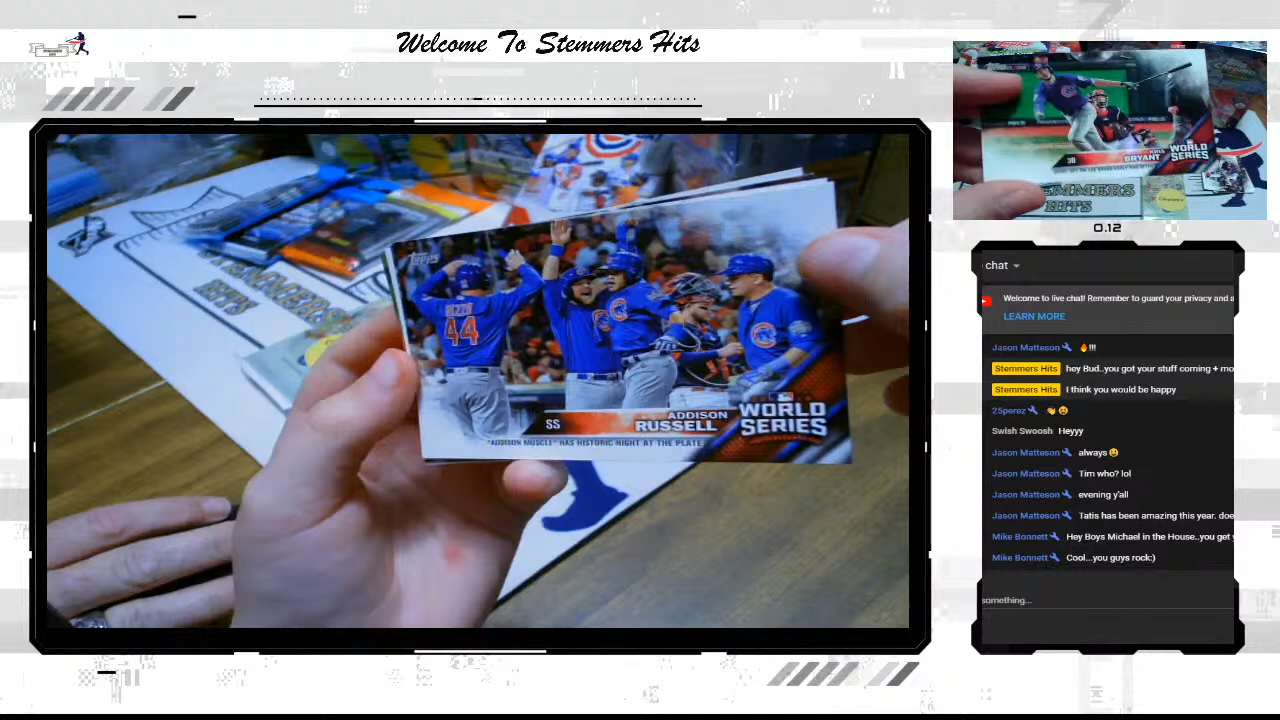 Welcome To Stemmers Hits
TOPPS
44
SS
ADDISON
RUSSELL
WORLD
SERIES
"ADDISON MUSCLE" HAS HISTORIC NIGHT AT THE PLATE
HITS
3B
KRIS
BRYANT
WORLD
SERIES
STEMMERS
HITS
0.12
chat
Welcome to live chat! Remember to guard your privacy and a
LEARN MORE
Jason Matteson 🔥!!!
Stemmers Hits hey Bud..you got your stuff coming + mo
Stemmers Hits I think you would be happy
25perez 👋😀
Swish Swoosh Heyyy
Jason Matteson always😃
Jason Matteson Tim who? lol
Jason Matteson evening y'all
Jason Matteson Tatis has been amazing this year. doe
Mike Bonnett Hey Boys Michael in the House..you get y
Mike Bonnett Cool...you guys rock:)
something...